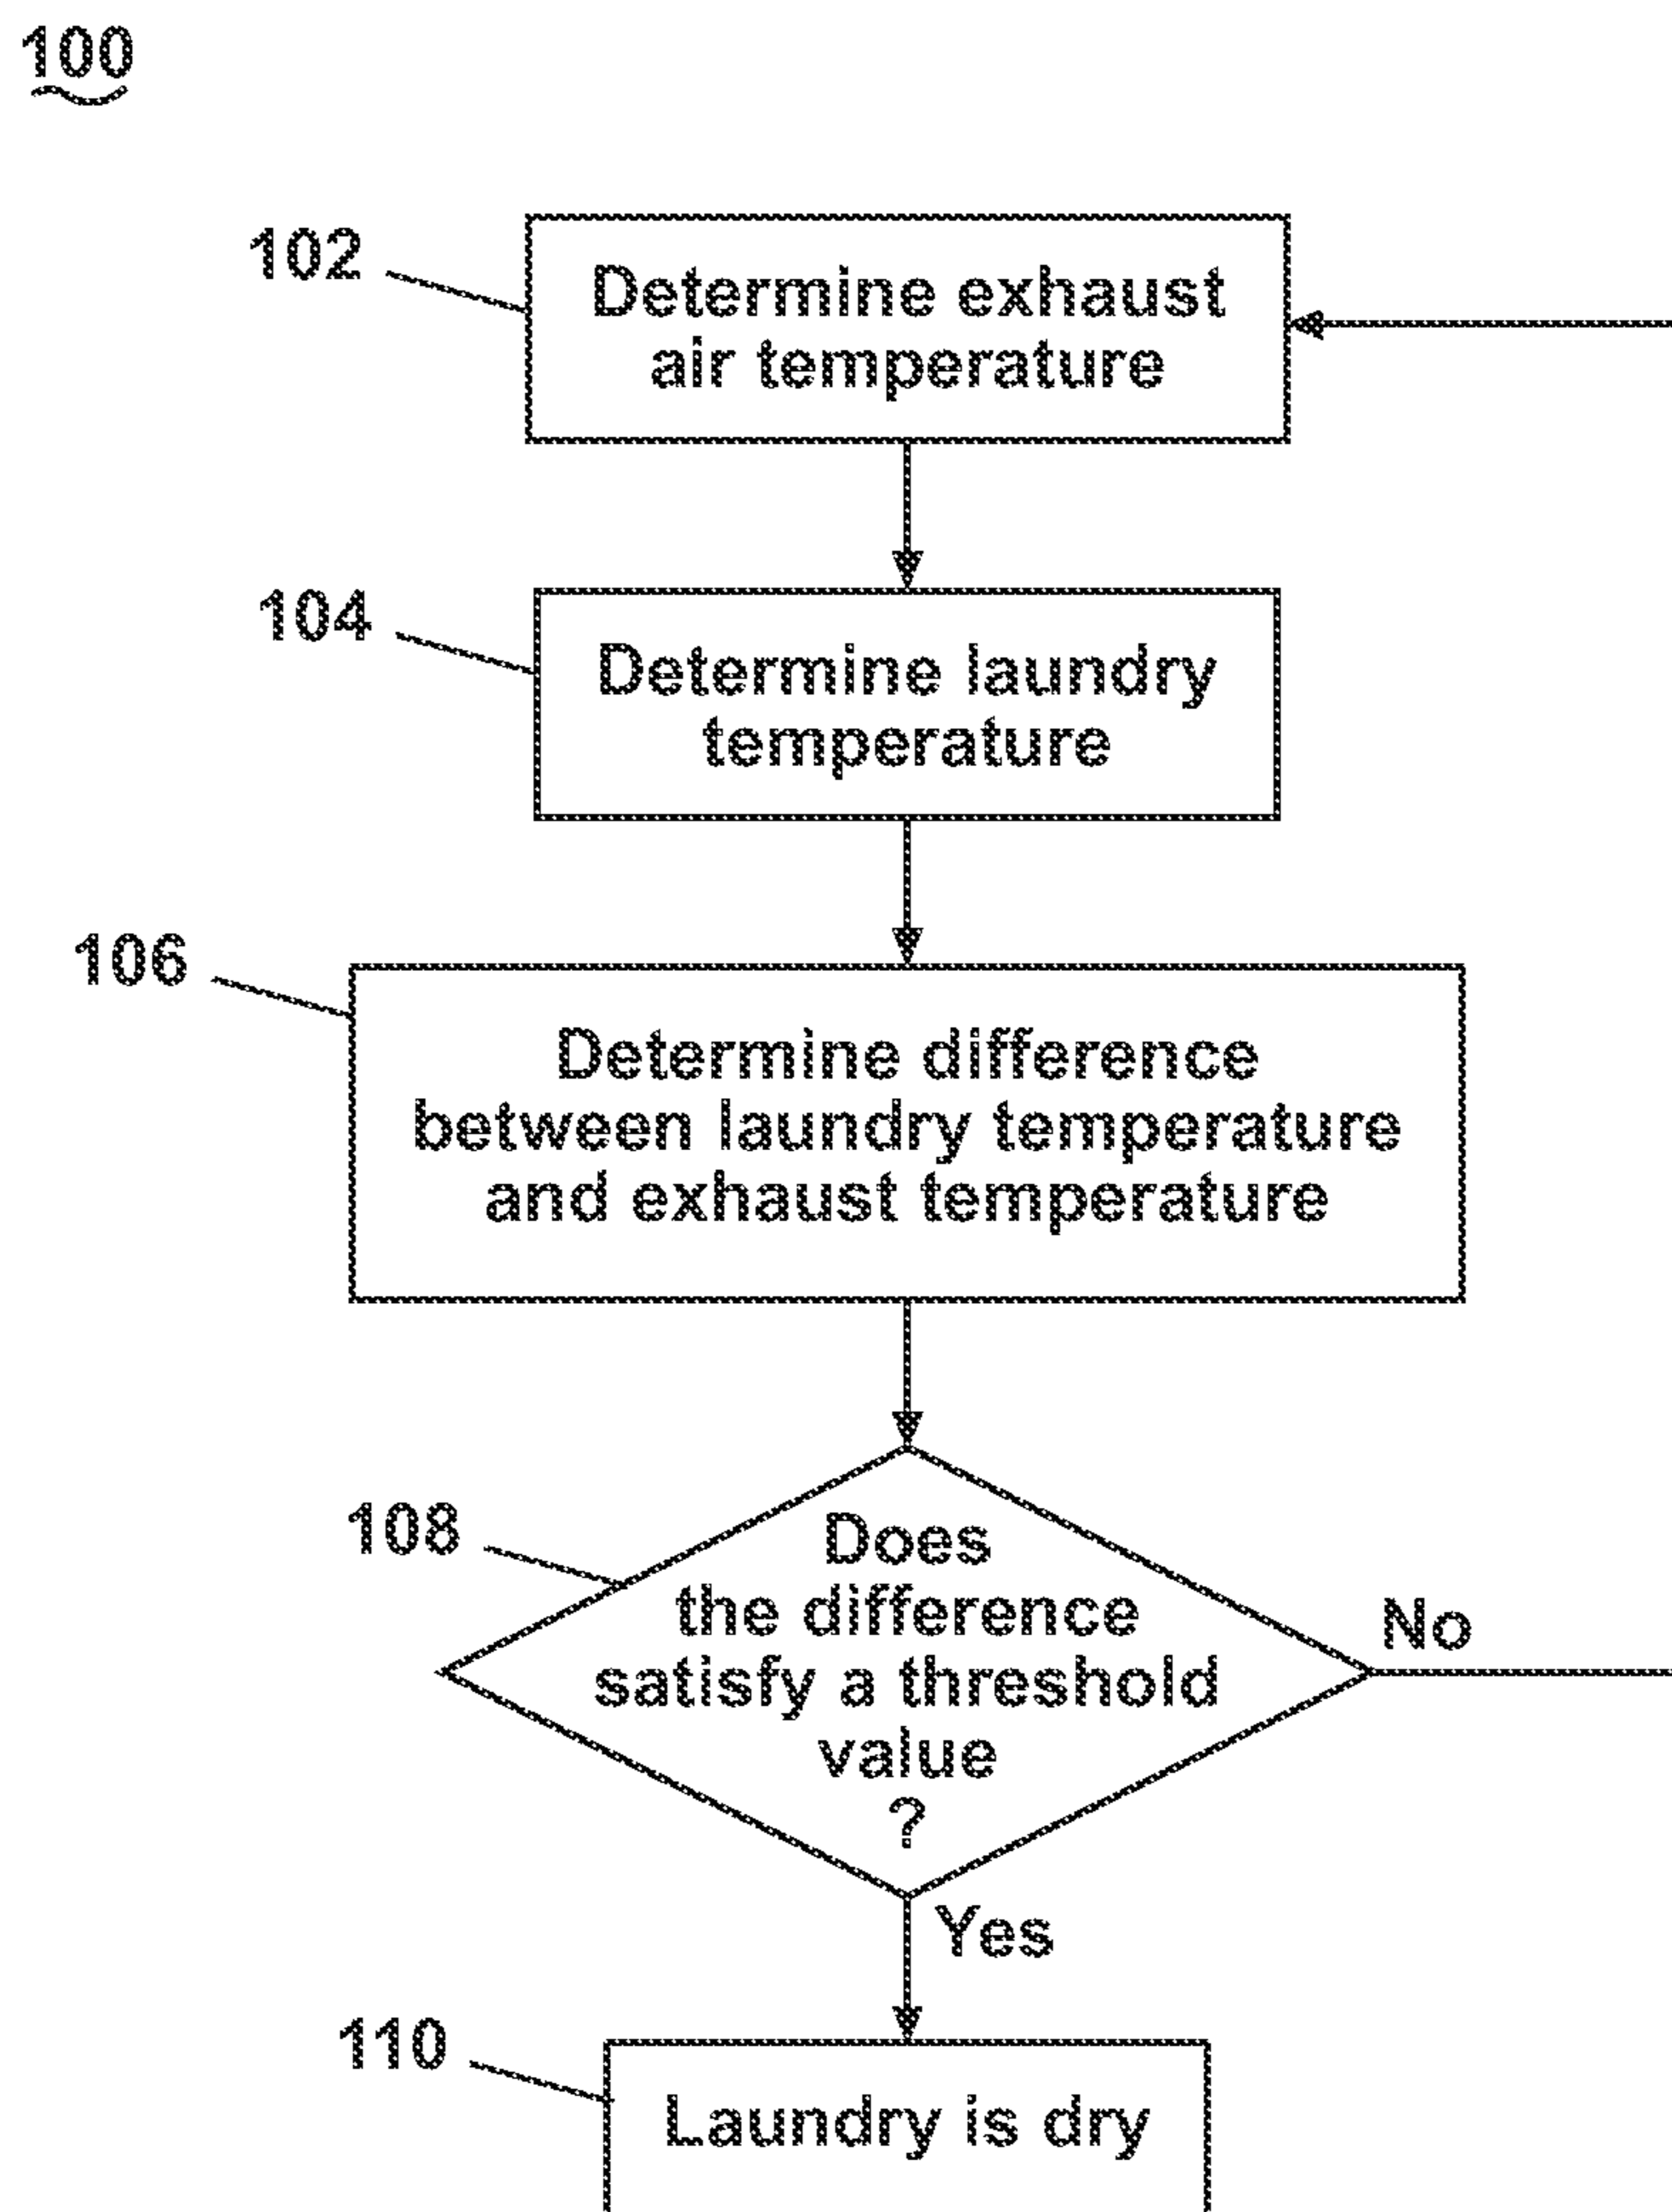 100
102
Determine exhaust
air temperature
104
Determine laundry
temperature
106
Determine difference
between laundry temperature
and exhaust temperature
108
Does
the difference
satisfy a threshold
value
?
No
Yes
110
Laundry is dry